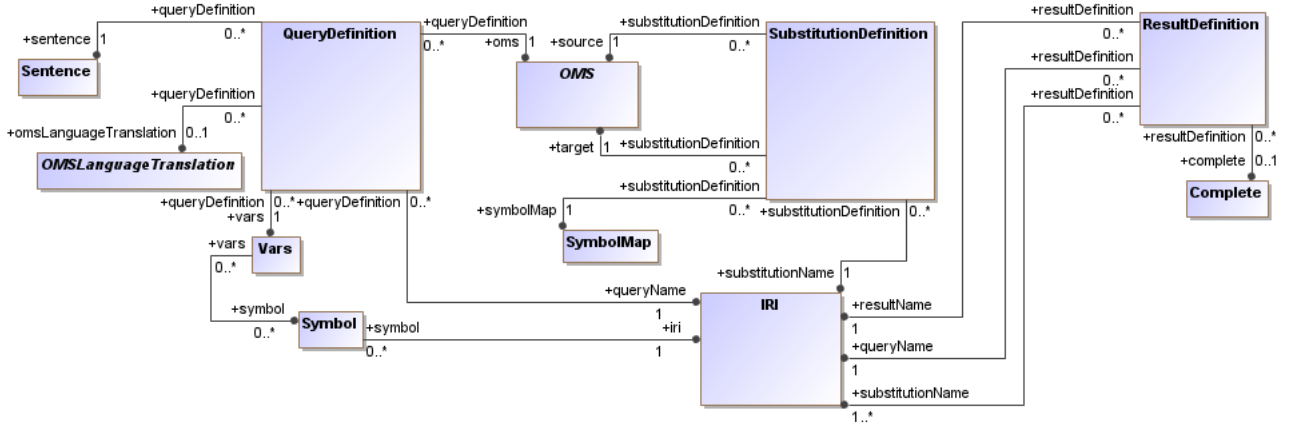 +queryDefinition
0..*
+sentence
1
Sentence
QueryDefinition
+queryDefinition
0..*
+oms
1
+substitutionDefinition
0..*
+source
1
OMS
SubstitutionDefinition
+resultDefinition
0..*
ResultDefinition
+resultDefinition
0..*
+resultDefinition
0..*
+queryDefinition
0..*
+omsLanguageTranslation
0..1
OMSLanguageTranslation
+target
1
+substitutionDefinition
0..*
+resultDefinition
0..*
+complete
0..1
Complete
+queryDefinition
0..*
+vars
1
+queryDefinition
0..*
+substitutionDefinition
0..*
+symbolMap
1
SymbolMap
+substitutionDefinition
0..*
+vars
0..*
Vars
+substitutionName
1
+queryName
1
IRI
+resultName
1
+symbol
0..*
Symbol
+symbol
0..*
+iri
1
+queryName
1
+substitutionName
1..*